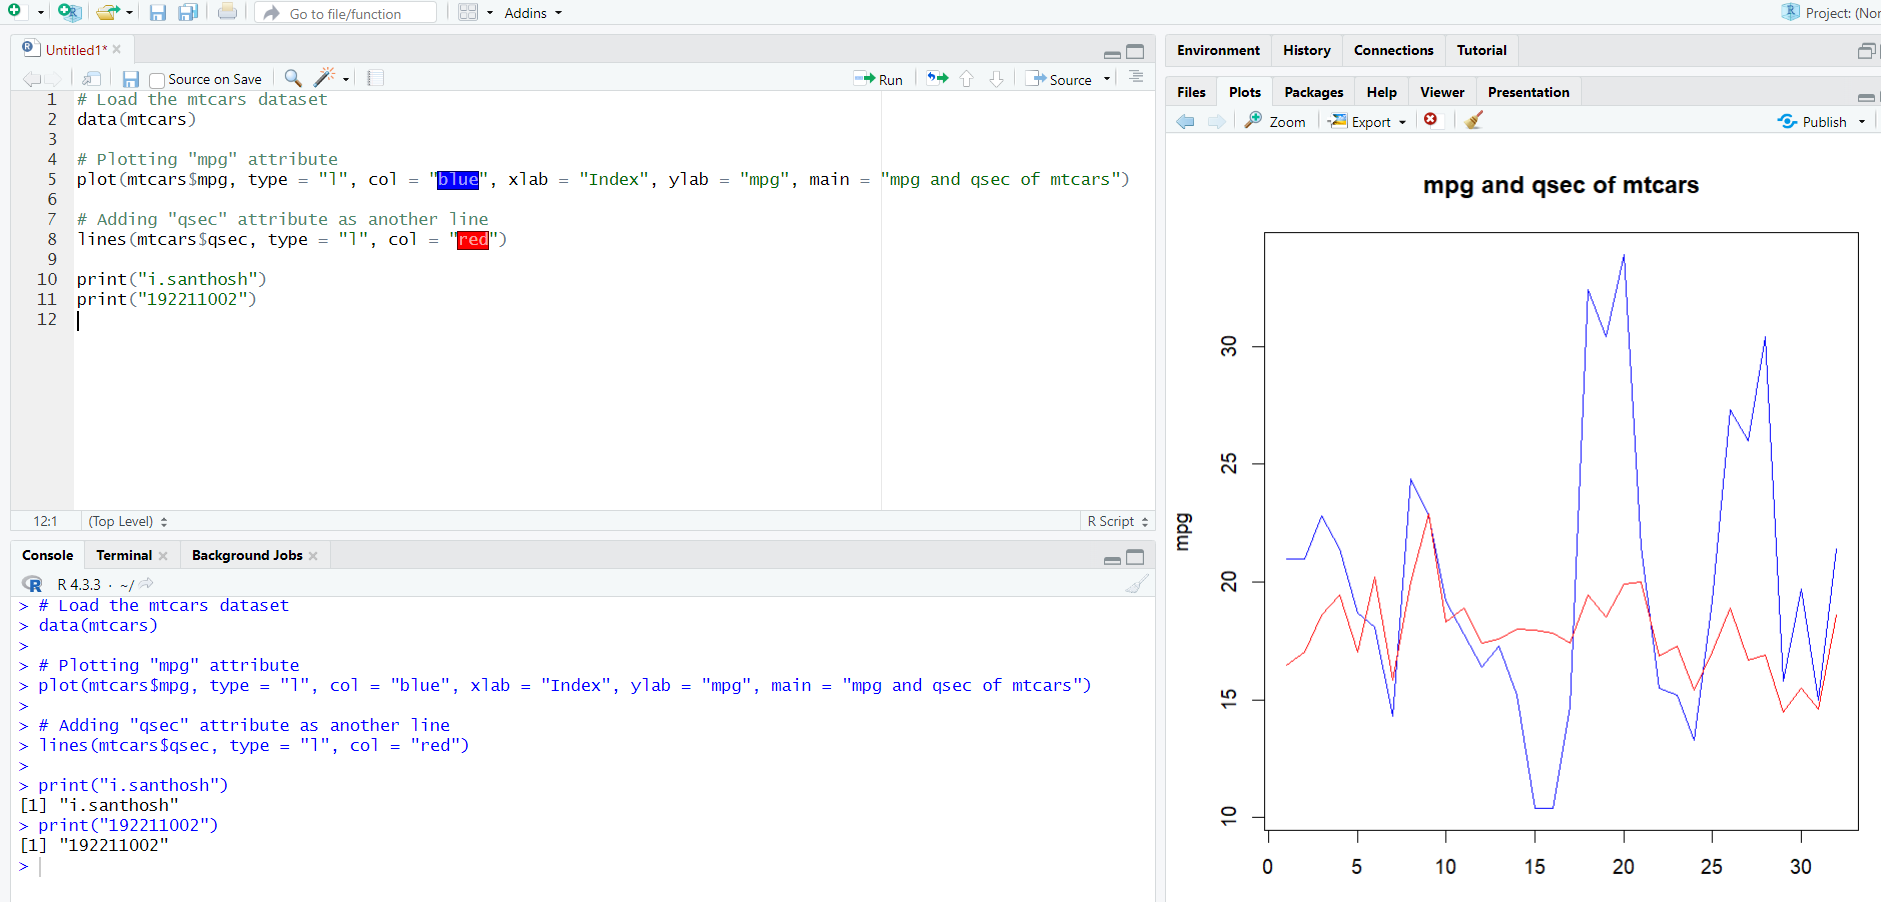 Go to file/function
Addins
Project: (Nor
Untitled1*
Source on Save
Run
Source
1 # Load the mtcars dataset
2 data(mtcars)
3
4 # Plotting "mpg" attribute
5 plot(mtcars$mpg, type = "l", col = "blue", xlab = "Index", ylab = "mpg", main = "mpg and qsec of mtcars")
6
7 # Adding "qsec" attribute as another line
8 lines(mtcars$qsec, type = "l", col = "red")
9
10 print("i.santhosh")
11 print("192211002")
12
12:1 (Top Level) R Script
Console Terminal Background Jobs
R 4.3.3 · ~/
> # Load the mtcars dataset
> data(mtcars)
>
> # Plotting "mpg" attribute
> plot(mtcars$mpg, type = "l", col = "blue", xlab = "Index", ylab = "mpg", main = "mpg and qsec of mtcars")
>
> # Adding "qsec" attribute as another line
> lines(mtcars$qsec, type = "l", col = "red")
>
> print("i.santhosh")
[1] "i.santhosh"
> print("192211002")
[1] "192211002"
>
Environment History Connections Tutorial
Files Plots Packages Help Viewer Presentation
Zoom Export Publish
mpg and qsec of mtcars
30
25
mpg
20
15
10
0 5 10 15 20 25 30